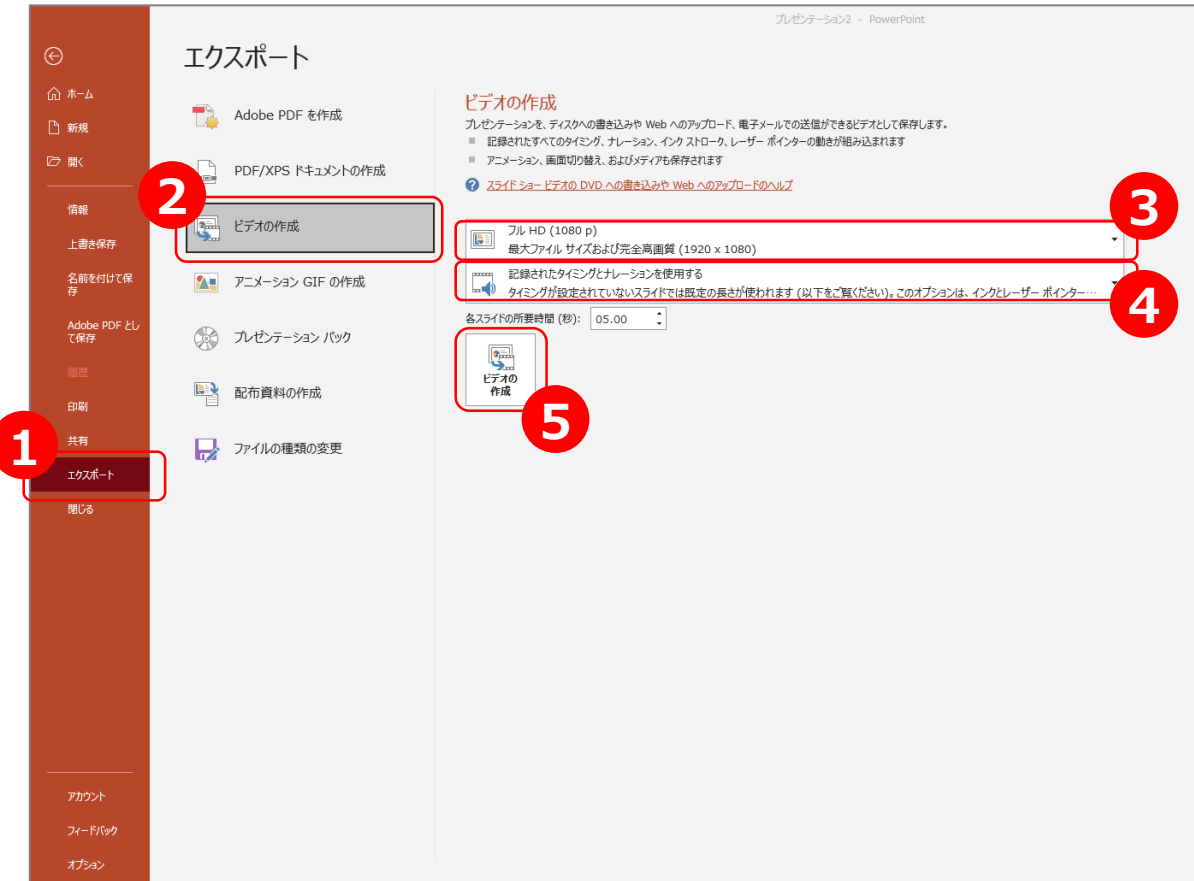 プレゼンテーション2 - PowerPoint
エクスポート
ホーム
新規
開く
情報
上書き保存
名前を付けて保
存
Adobe PDF とし
て保存
履歴
印刷
共有
1
エクスポート
閉じる
アカウント
フィードバック
オプション
Adobe PDF を作成
PDF/XPS ドキュメントの作成
2
ビデオの作成
アニメーション GIF の作成
プレゼンテーション パック
配布資料の作成
ファイルの種類の変更
ビデオの作成
プレゼンテーションを、ディスクへの書き込みや Web へのアップロード、電子メールでの送信ができるビデオとして保存します。
記録されたすべてのタイミング、ナレーション、インク ストローク、レーザー ポインターの動きが組み込まれます
アニメーション、画面切り替え、およびメディアも保存されます
スライド ショー ビデオの DVD への書き込みや Web へのアップロードのヘルプ
3
フル HD (1080 p)
最大ファイル サイズおよび完全高画質 (1920 x 1080)
4
記録されたタイミングとナレーションを使用する
タイミングが設定されていないスライドでは既定の長さが使われます (以下をご覧ください)。このオプションは、インクとレーザー ポインター…
各スライドの所要時間 (秒): 05.00
ビデオの
作成
5